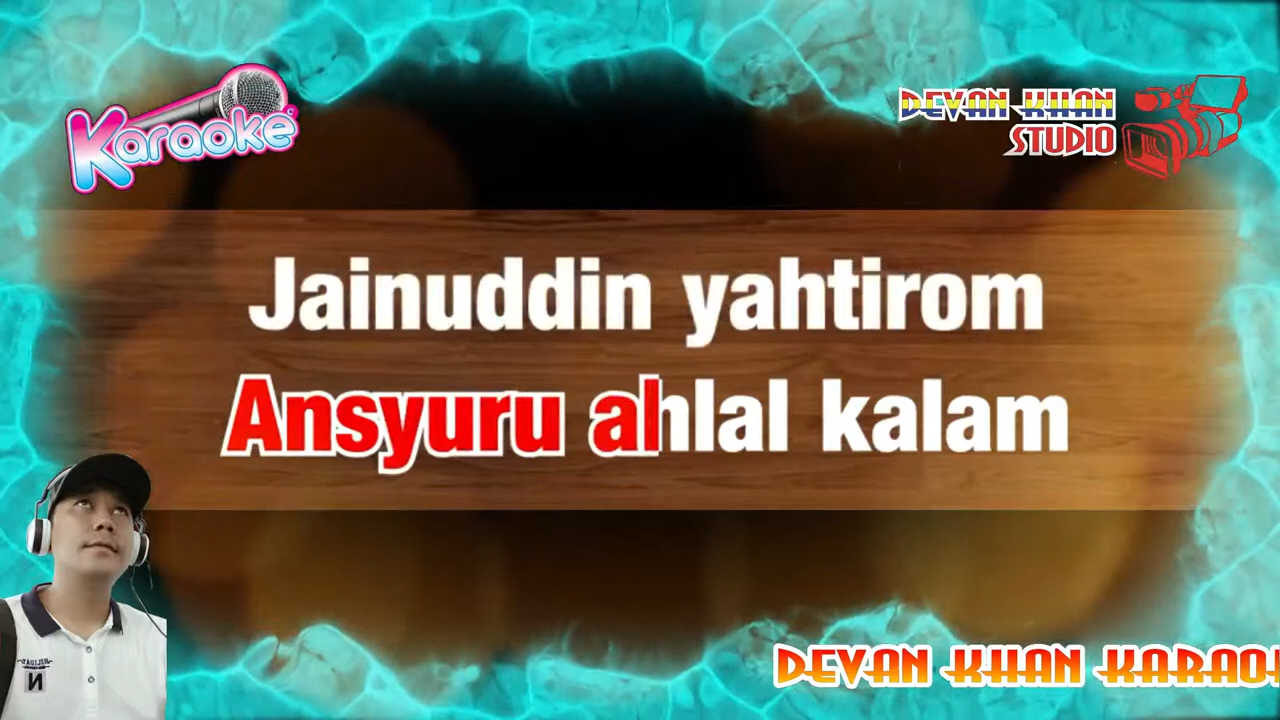 Karaoke
DEVAN KHAN
STUDIO
Jainuddin yahtirom
Ansyuru ahlal kalam
N
DEVAN KHAN KARAO